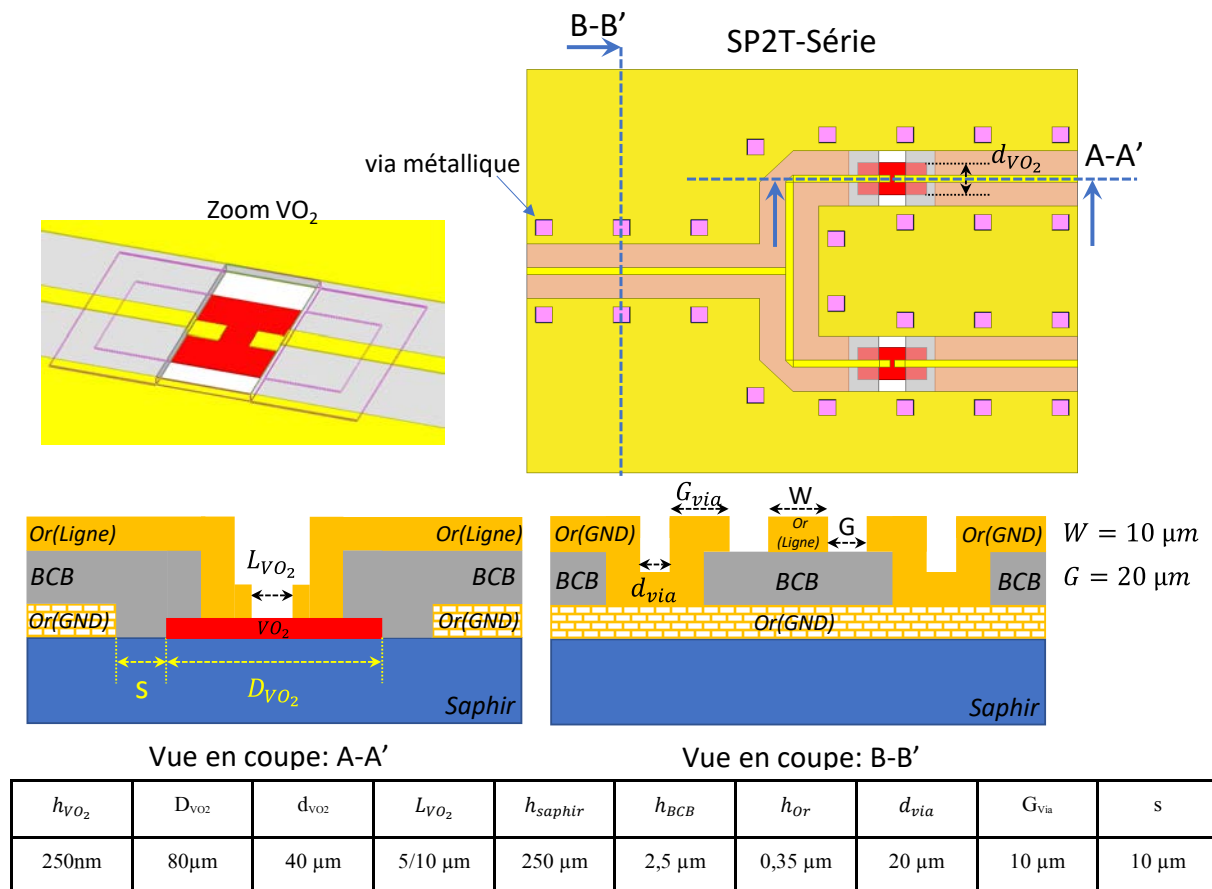 B-B’
SP2T-Série
via métallique
d_VO₂
A-A’
Zoom VO₂
Or(Ligne)
Or(Ligne)
L_VO₂
BCB
BCB
Or(GND)
Or(GND)
VO₂
s
D_VO₂
Saphir
G_via
W
Or(GND)
Or
(Ligne)
G
Or(GND)
BCB
d_via
BCB
BCB
Or(GND)
Saphir
W = 10 µm
G = 20 µm
Vue en coupe: A-A’
Vue en coupe: B-B’
h_VO₂ D_VO2 d_VO2 L_VO₂ h_saphir h_BCB h_Or d_via G_Via s
250nm 80µm 40 µm 5/10 µm 250 µm 2,5 µm 0,35 µm 20 µm 10 µm 10 µm